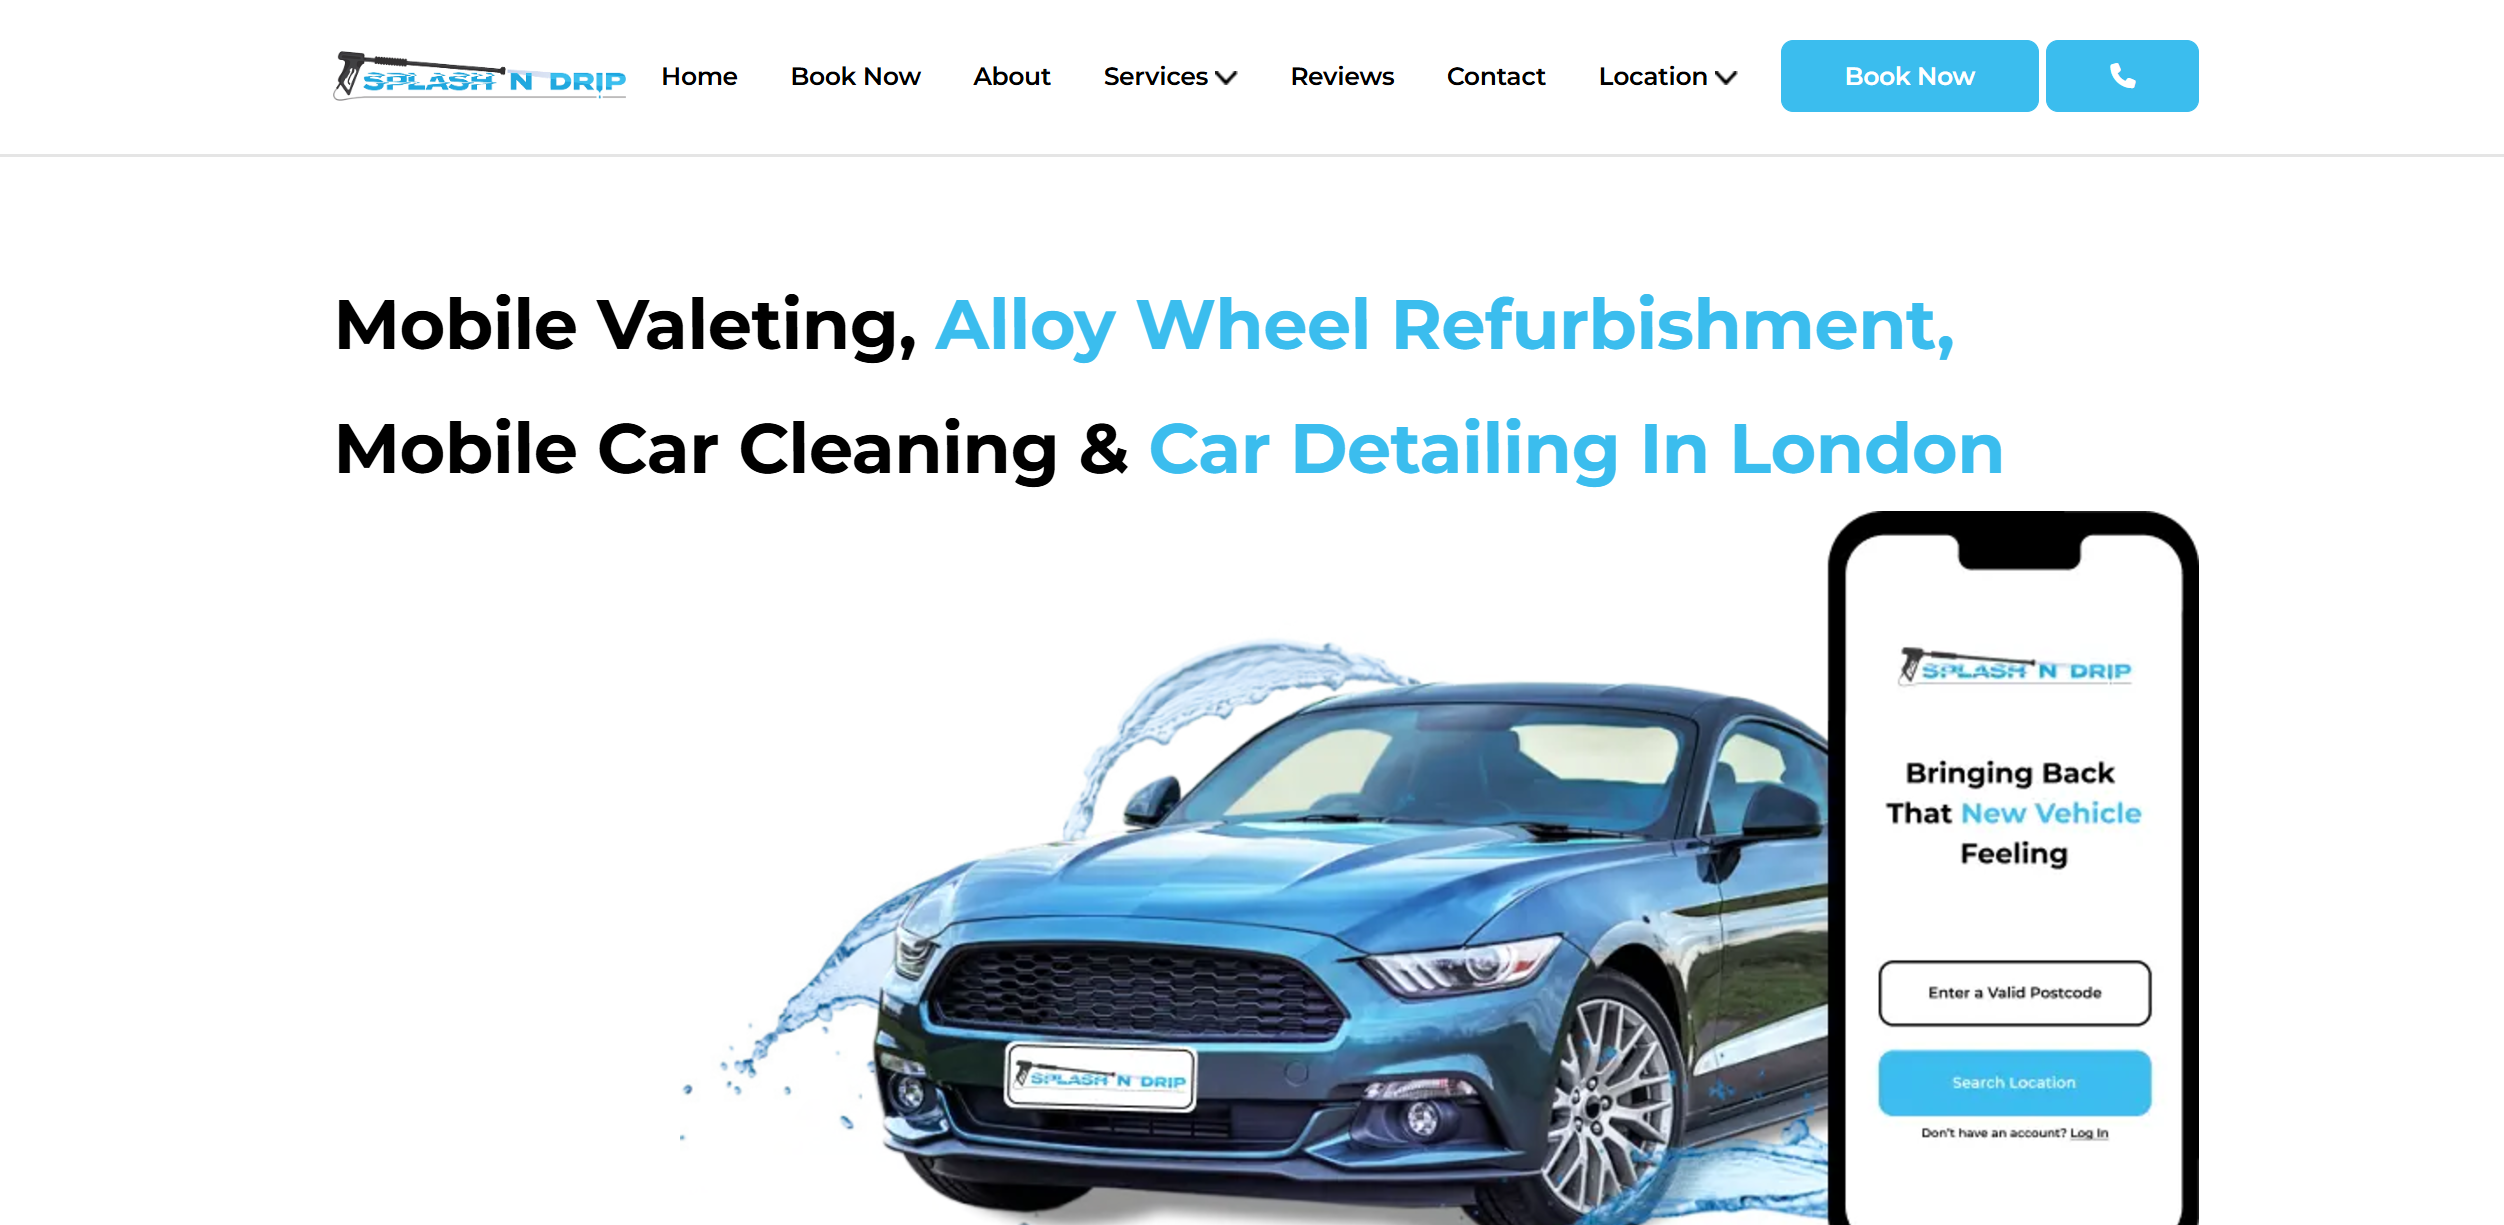 SPLASH N DRIP
Home
Book Now
About
Services
Reviews
Contact
Location
Book Now
Mobile Valeting, Alloy Wheel Refurbishment,
Mobile Car Cleaning & Car Detailing In London
SPLASH N DRIP
Bringing Back
That New Vehicle
Feeling
Enter a Valid Postcode
Search Location
Don't have an account? Log In
SPLASH N DRIP